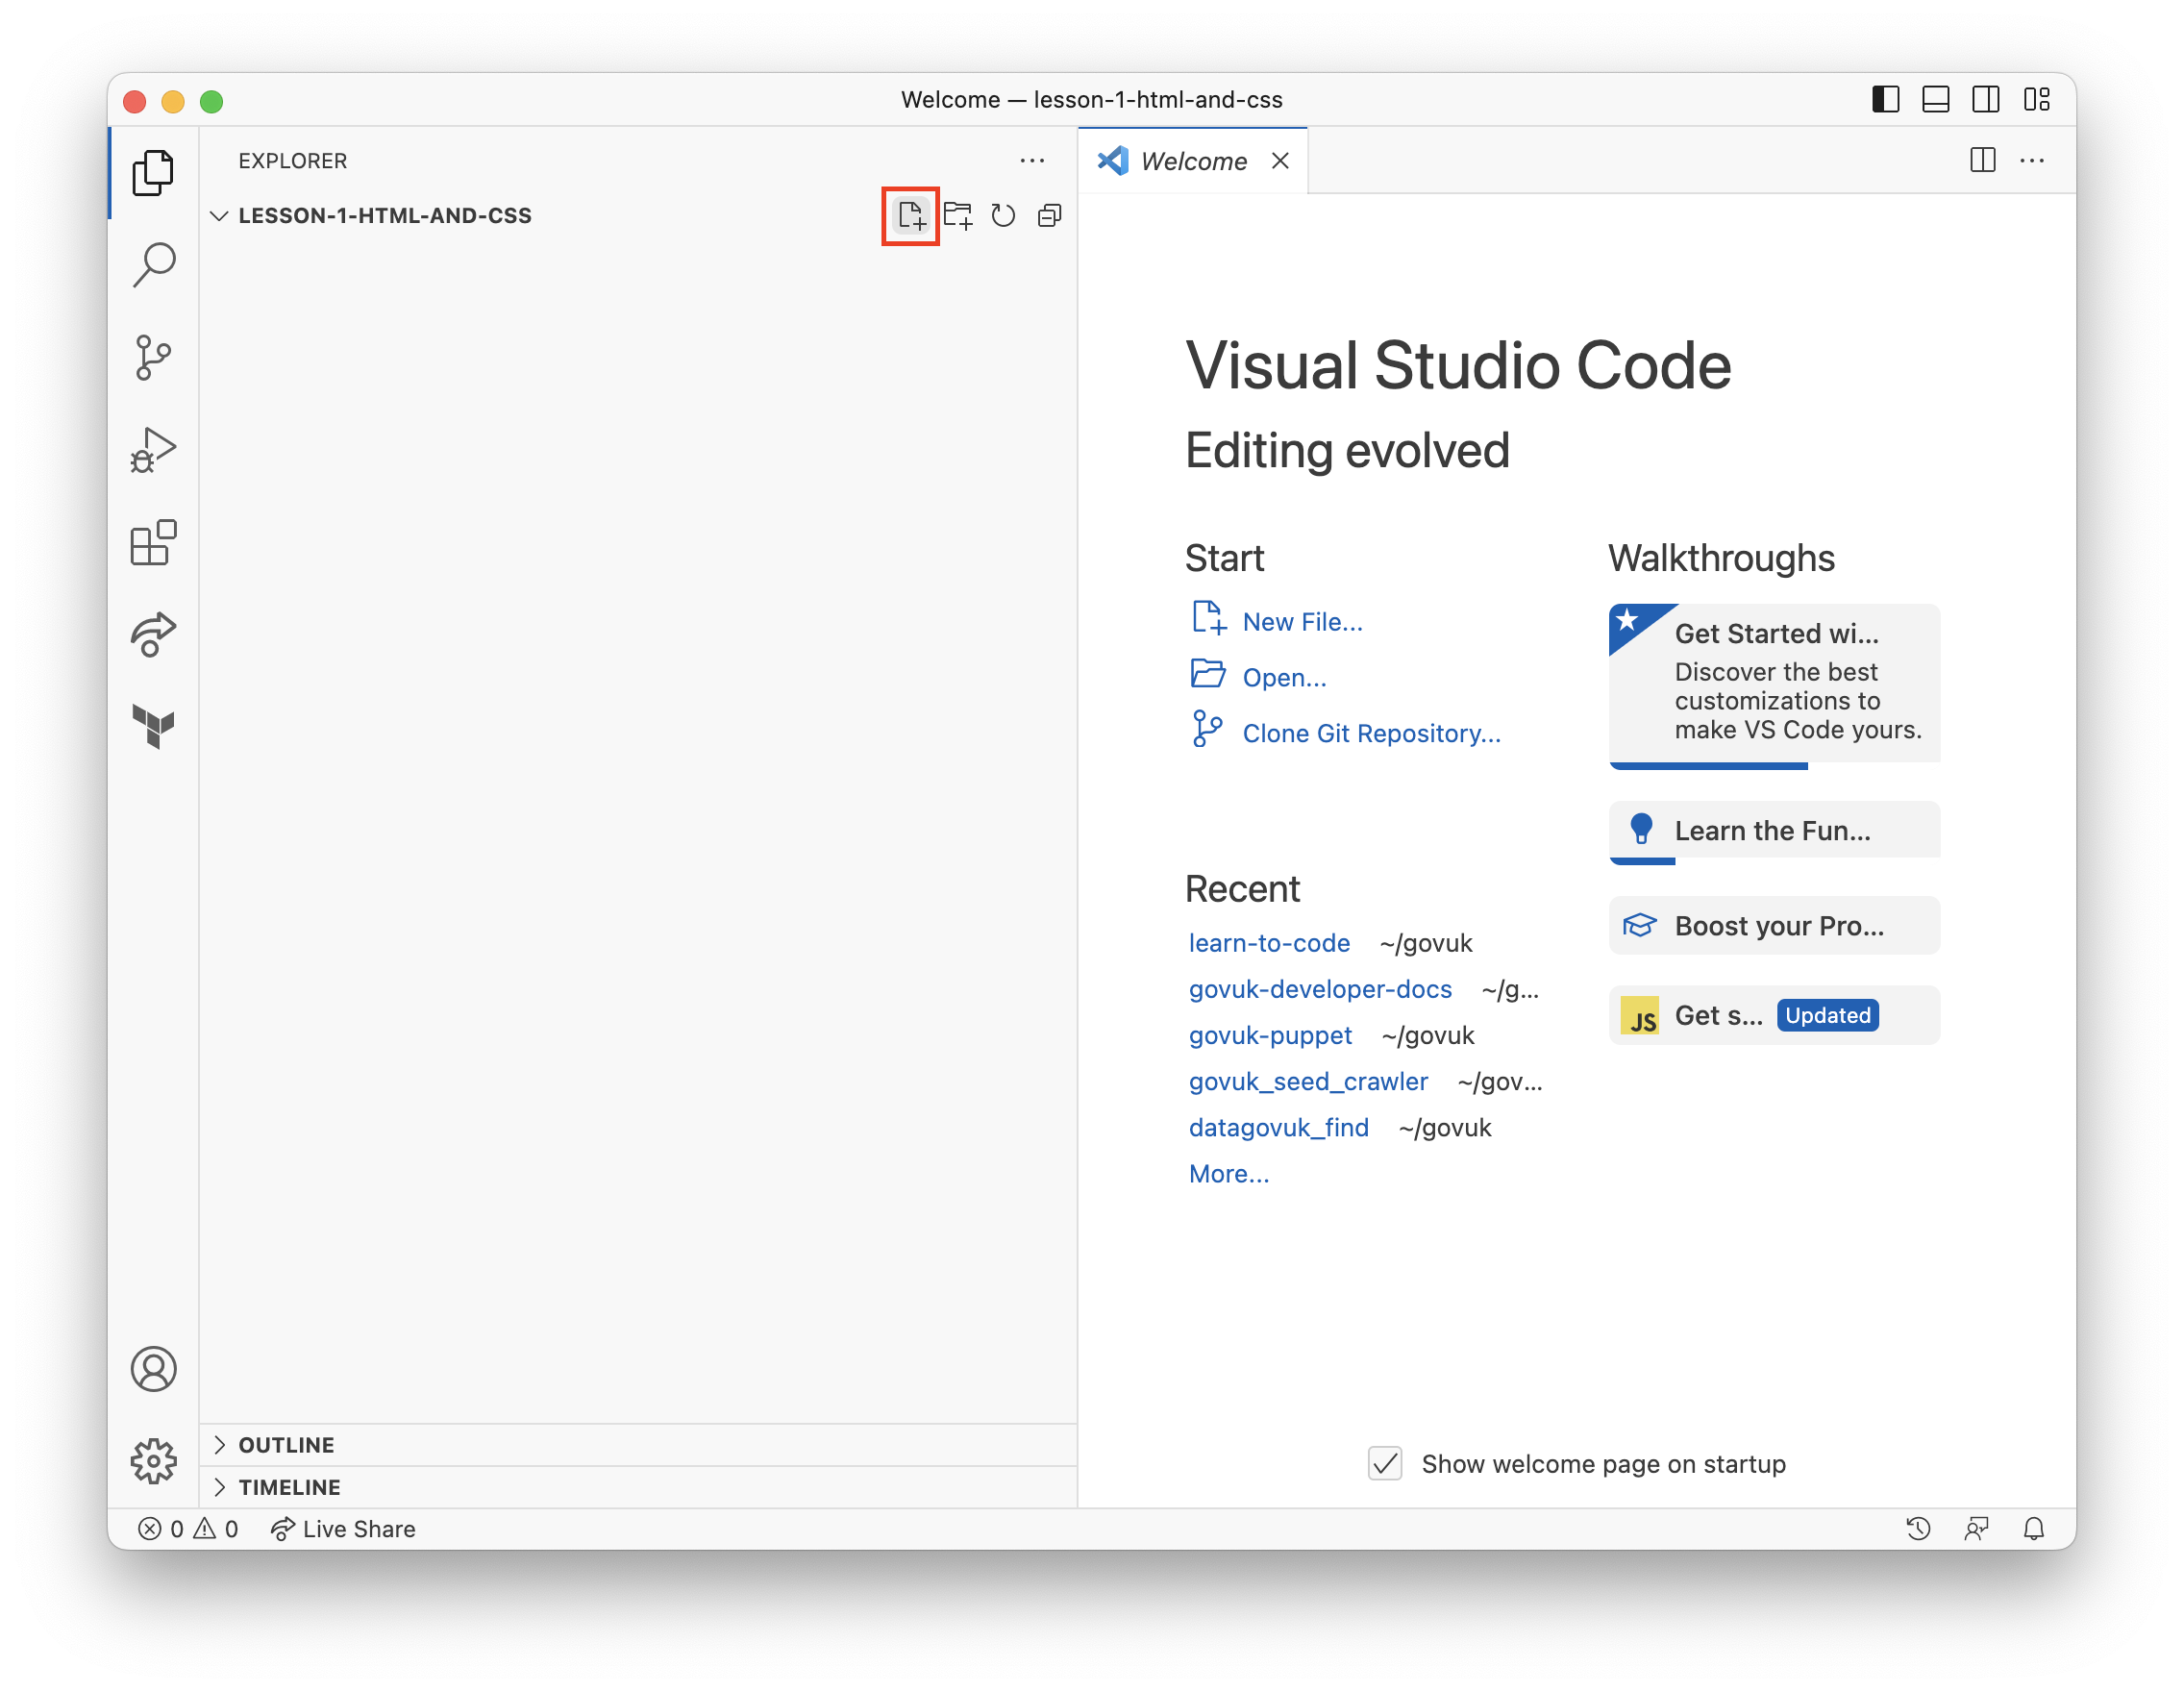 Welcome — lesson-1-html-and-css
EXPLORER
LESSON-1-HTML-AND-CSS
Welcome
Visual Studio Code
Editing evolved
Start
New File...
Open...
Clone Git Repository...
Recent
learn-to-code ~/govuk
govuk-developer-docs ~/g...
govuk-puppet ~/govuk
govuk_seed_crawler ~/gov...
datagovuk_find ~/govuk
More...
Walkthroughs
Get Started wi...
Discover the best
customizations to
make VS Code yours.
Learn the Fun...
Boost your Pro...
JS Get s... Updated
Show welcome page on startup
OUTLINE
TIMELINE
0 0 Live Share